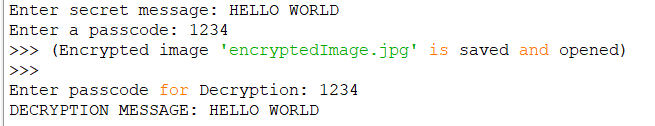 Enter secret message: HELLO WORLD
Enter a passcode: 1234
>>> (Encrypted image 'encryptedImage.jpg' is saved and opened)
>>>
Enter passcode for Decryption: 1234
DECRYPTION MESSAGE: HELLO WORLD